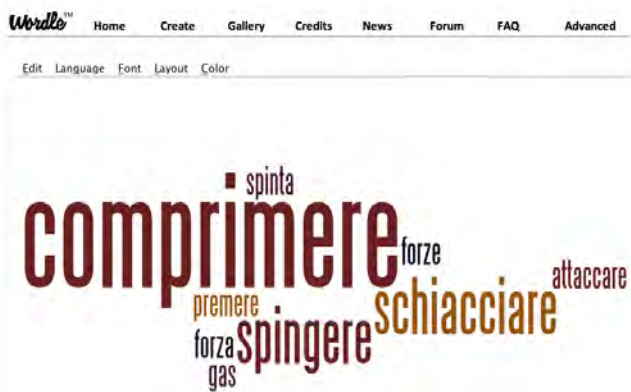 Wordle™ Home Create Gallery Credits News Forum FAQ Advanced
Edit Language Font Layout Color
spinta
comprimere
forze
attaccare
premere
schiacciare
forza
spingere
gas